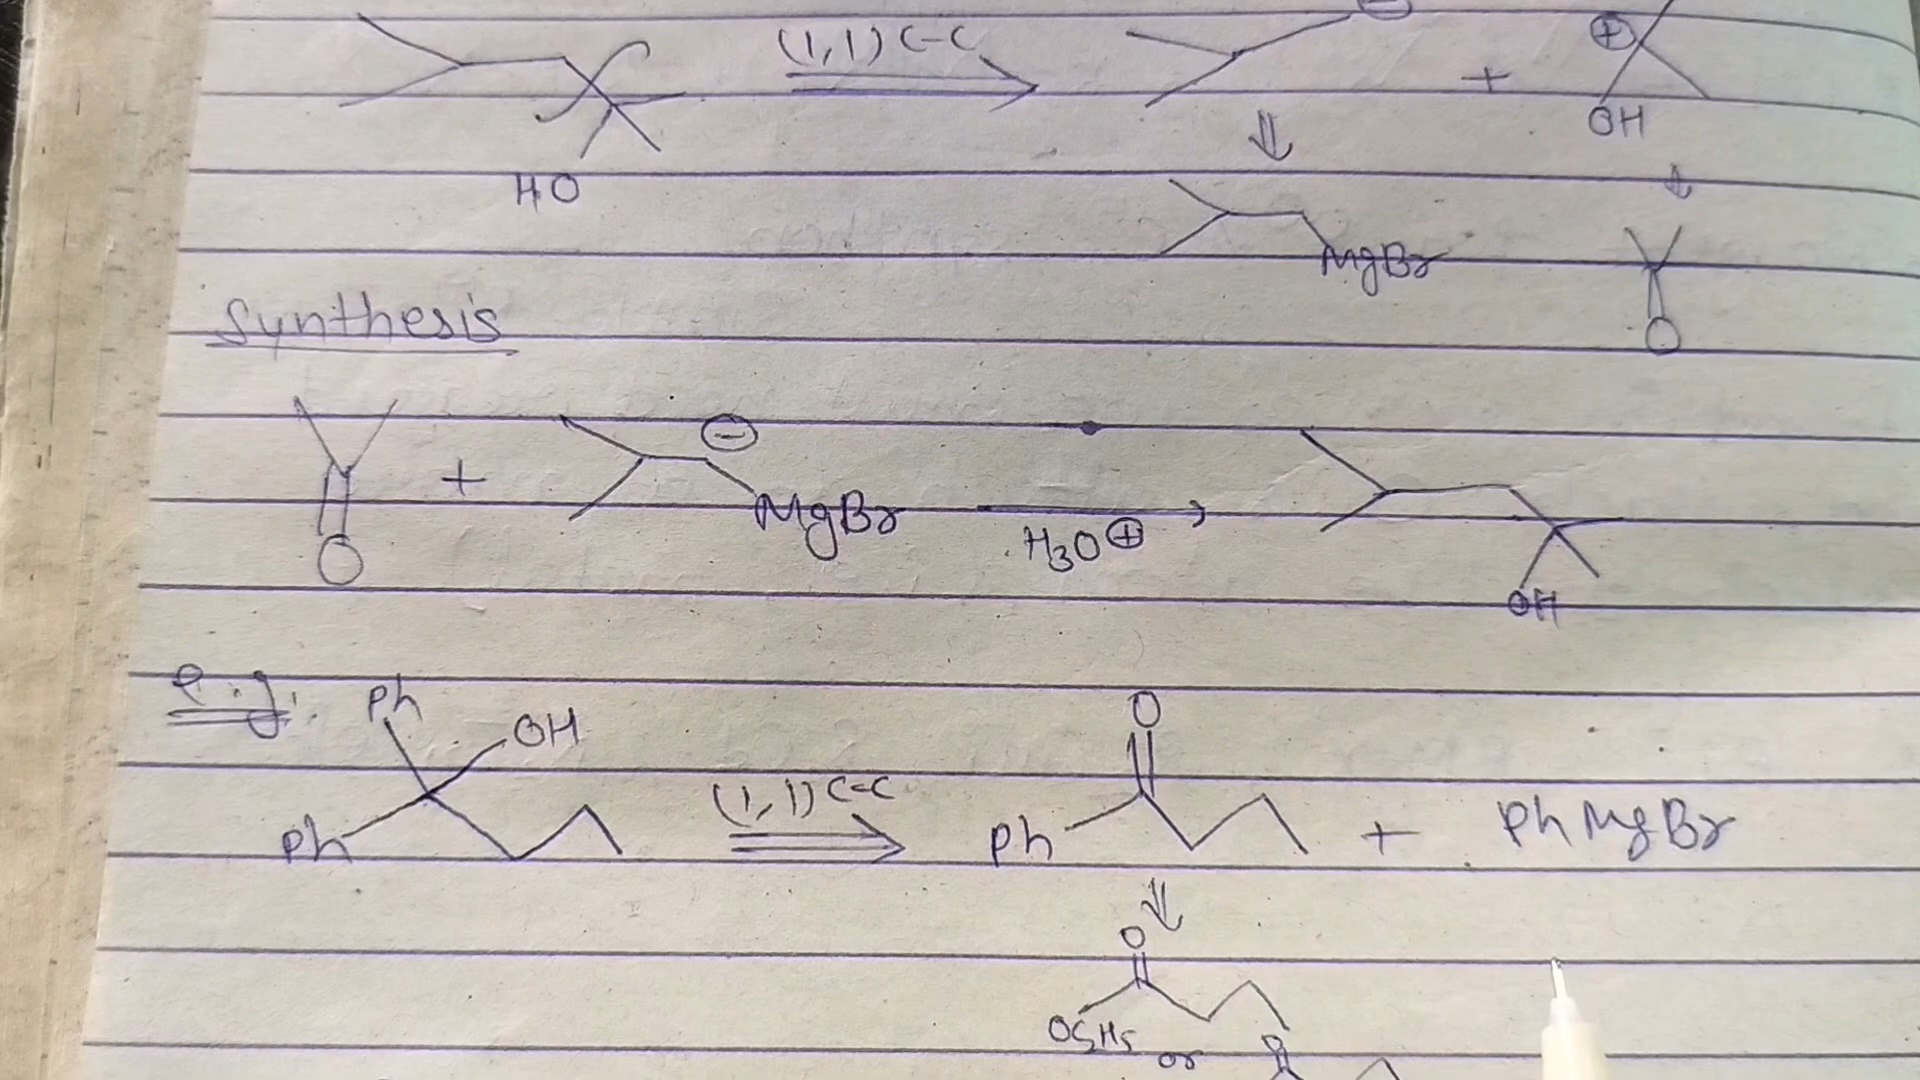 (1,1) C-C
⊖
⊕
+
OH
HO
MgBr
O
Synthesis
⊖
+
MgBr
H₃O⊕
O
OH
e.g.
Ph
OH
O
(1,1) C-C
Ph
Ph
+
PhMgBr
O
OC₂H₅
or
O